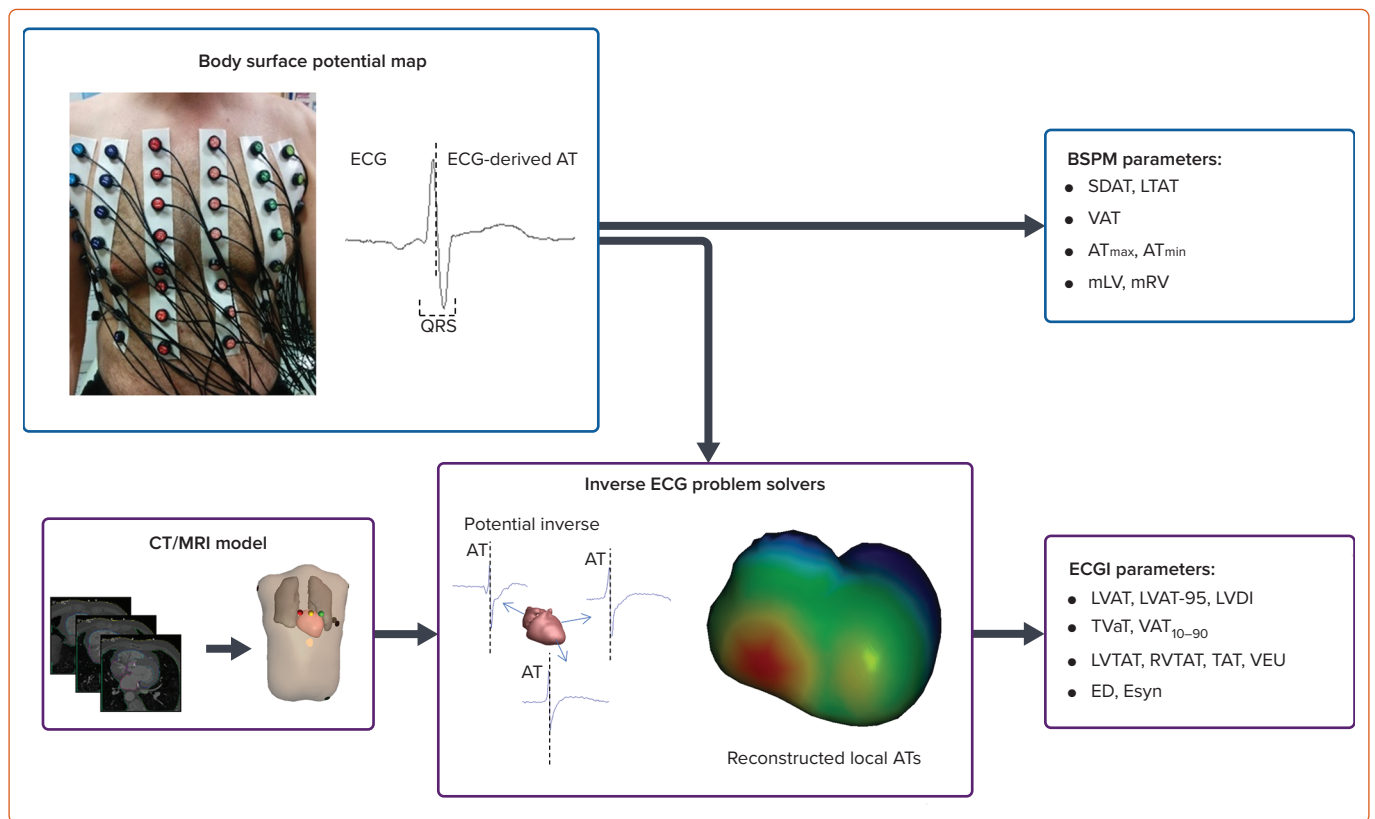 Body surface potential map
ECG
ECG-derived AT
QRS
BSPM parameters:
• SDAT, LTAT
• VAT
• ATmax, ATmin
• mLV, mRV
CT/MRI model
Inverse ECG problem solvers
Potential inverse
AT
AT
AT
Reconstructed local ATs
ECGI parameters:
• LVAT, LVAT-95, LVDI
• TVaT, VAT10–90
• LVTAT, RVTAT, TAT, VEU
• ED, Esyn